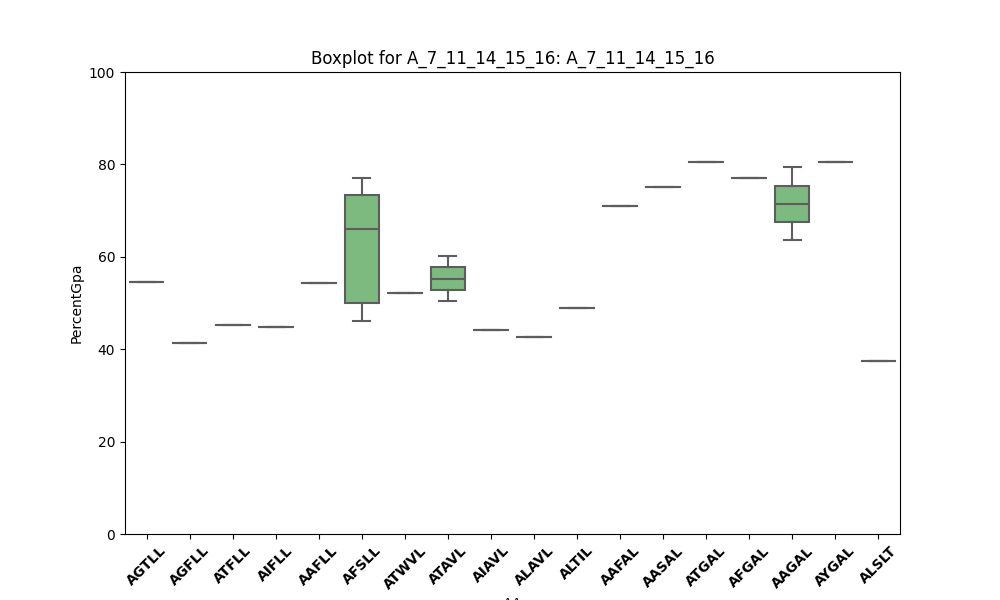 Boxplot for A_7_11_14_15_16: A_7_11_14_15_16
100
80
60
40
20
0
PercentGpa
AGTLL
AGFLL
ATFLL
AIFLL
AAFLL
AFSLL
ATWVL
ATAVL
AIAVL
ALAVL
ALTIL
AAFAL
AASAL
ATGAL
AFGAL
AAGAL
AYGAL
ALSLT